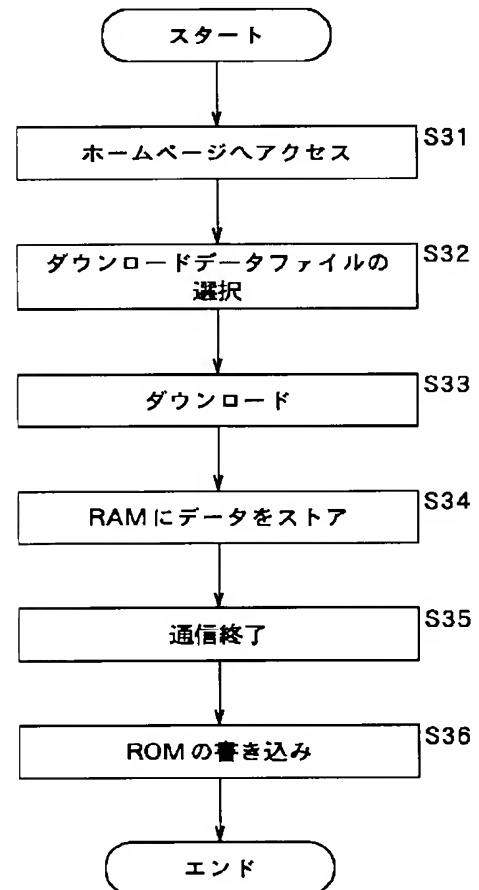 スタート
S31
ホームページへアクセス
S32
ダウンロードデータファイルの
選択
S33
ダウンロード
S34
RAMにデータをストア
S35
通信終了
S36
ROMの書き込み
エンド